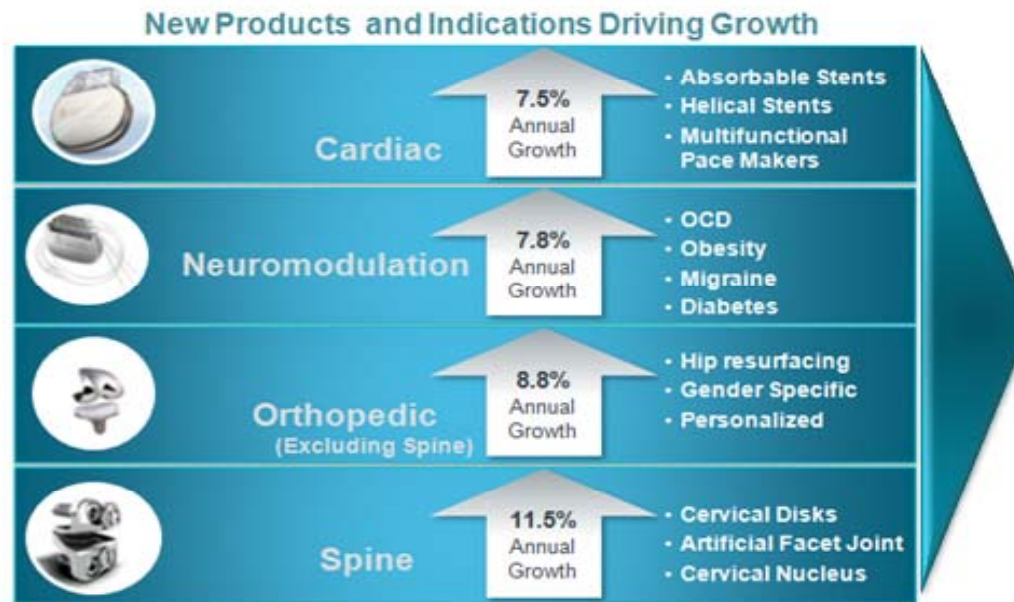 New Products and Indications Driving Growth
Cardiac
7.5%
Annual
Growth
• Absorbable Stents
• Helical Stents
• Multifunctional
Pace Makers
Neuromodulation
7.8%
Annual
Growth
• OCD
• Obesity
• Migraine
• Diabetes
Orthopedic
(Excluding Spine)
8.8%
Annual
Growth
• Hip resurfacing
• Gender Specific
• Personalized
Spine
11.5%
Annual
Growth
• Cervical Disks
• Artificial Facet Joint
• Cervical Nucleus